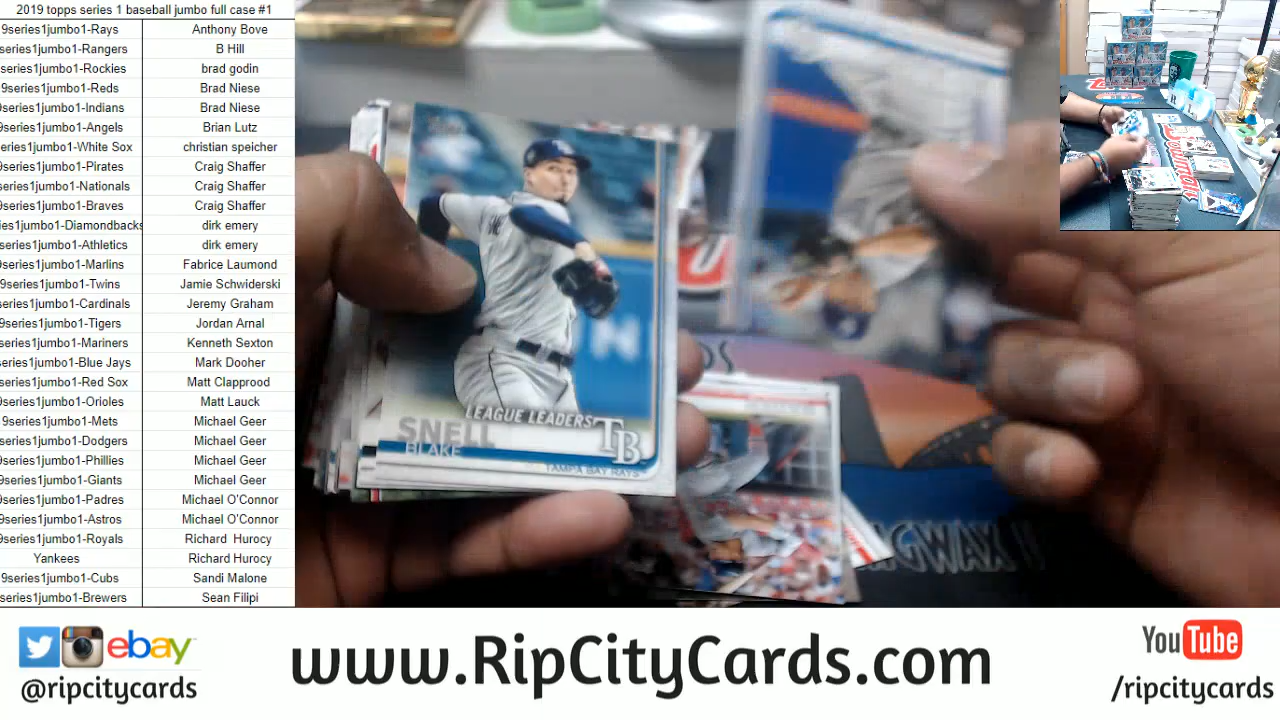 2019 topps series 1 baseball jumbo full case #1
9series1jumbo1-Rays Anthony Bove
series1jumbo1-Rangers B Hill
series1jumbo1-Rockies brad godin
9series1jumbo1-Reds Brad Niese
9series1jumbo1-Indians Brad Niese
9series1jumbo1-Angels Brian Lutz
series1jumbo1-White Sox christian speicher
9series1jumbo1-Pirates Craig Shaffer
series1jumbo1-Nationals Craig Shaffer
9series1jumbo1-Braves Craig Shaffer
ies1jumbo1-Diamondbacks dirk emery
series1jumbo1-Athletics dirk emery
9series1jumbo1-Marlins Fabrice Laumond
9series1jumbo1-Twins Jamie Schwiderski
series1jumbo1-Cardinals Jeremy Graham
9series1jumbo1-Tigers Jordan Arnal
series1jumbo1-Mariners Kenneth Sexton
series1jumbo1-Blue Jays Mark Dooher
series1jumbo1-Red Sox Matt Clapprood
series1jumbo1-Orioles Matt Lauck
9series1jumbo1-Mets Michael Geer
series1jumbo1-Dodgers Michael Geer
series1jumbo1-Phillies Michael Geer
9series1jumbo1-Giants Michael Geer
series1jumbo1-Padres Michael O'Connor
9series1jumbo1-Astros Michael O'Connor
9series1jumbo1-Royals Richard Hurocy
Yankees Richard Hurocy
9series1jumbo1-Cubs Sandi Malone
series1jumbo1-Brewers Sean Filipi
LEAGUE LEADERS
SNELL
BLAKE
TB
TAMPA BAY RAYS
ebay
@ripcitycards
www.RipCityCards.com
YouTube
/ripcitycards